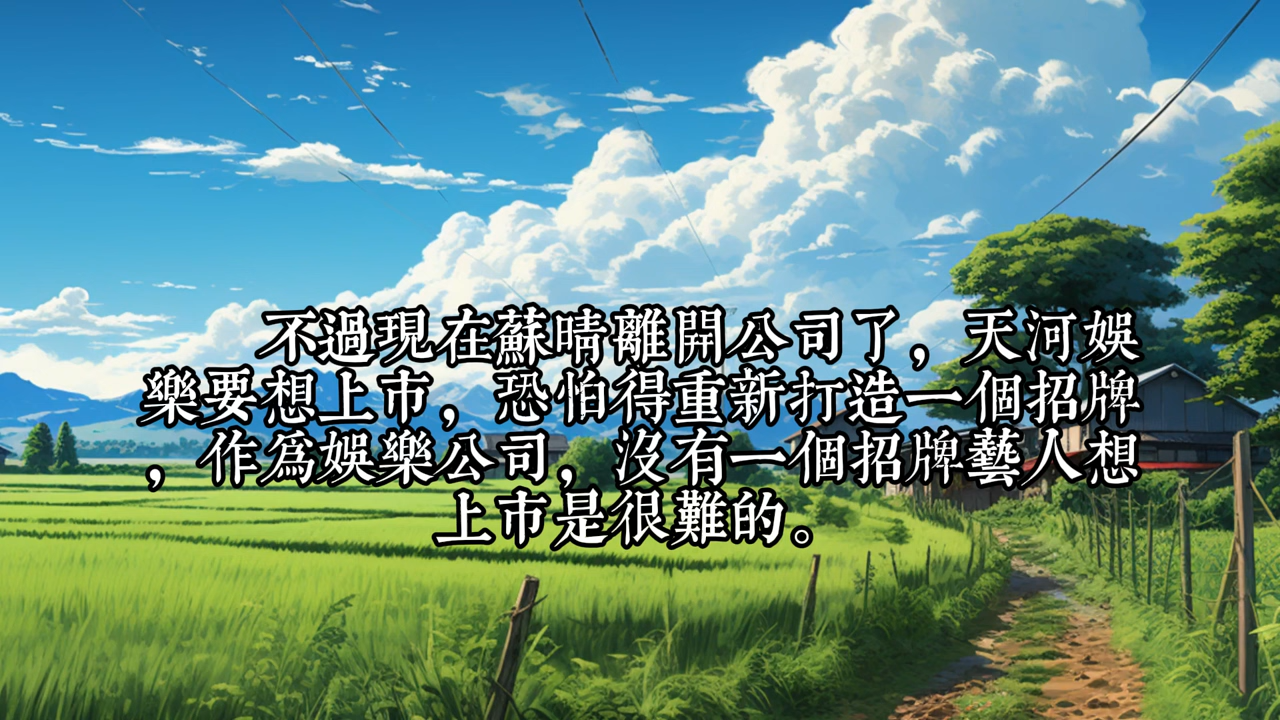 不過現在蘇晴離開公司了，天河娛
樂要想上市，恐怕得重新打造一個招牌
，作爲娛樂公司，沒有一個招牌藝人想
上市是很難的。